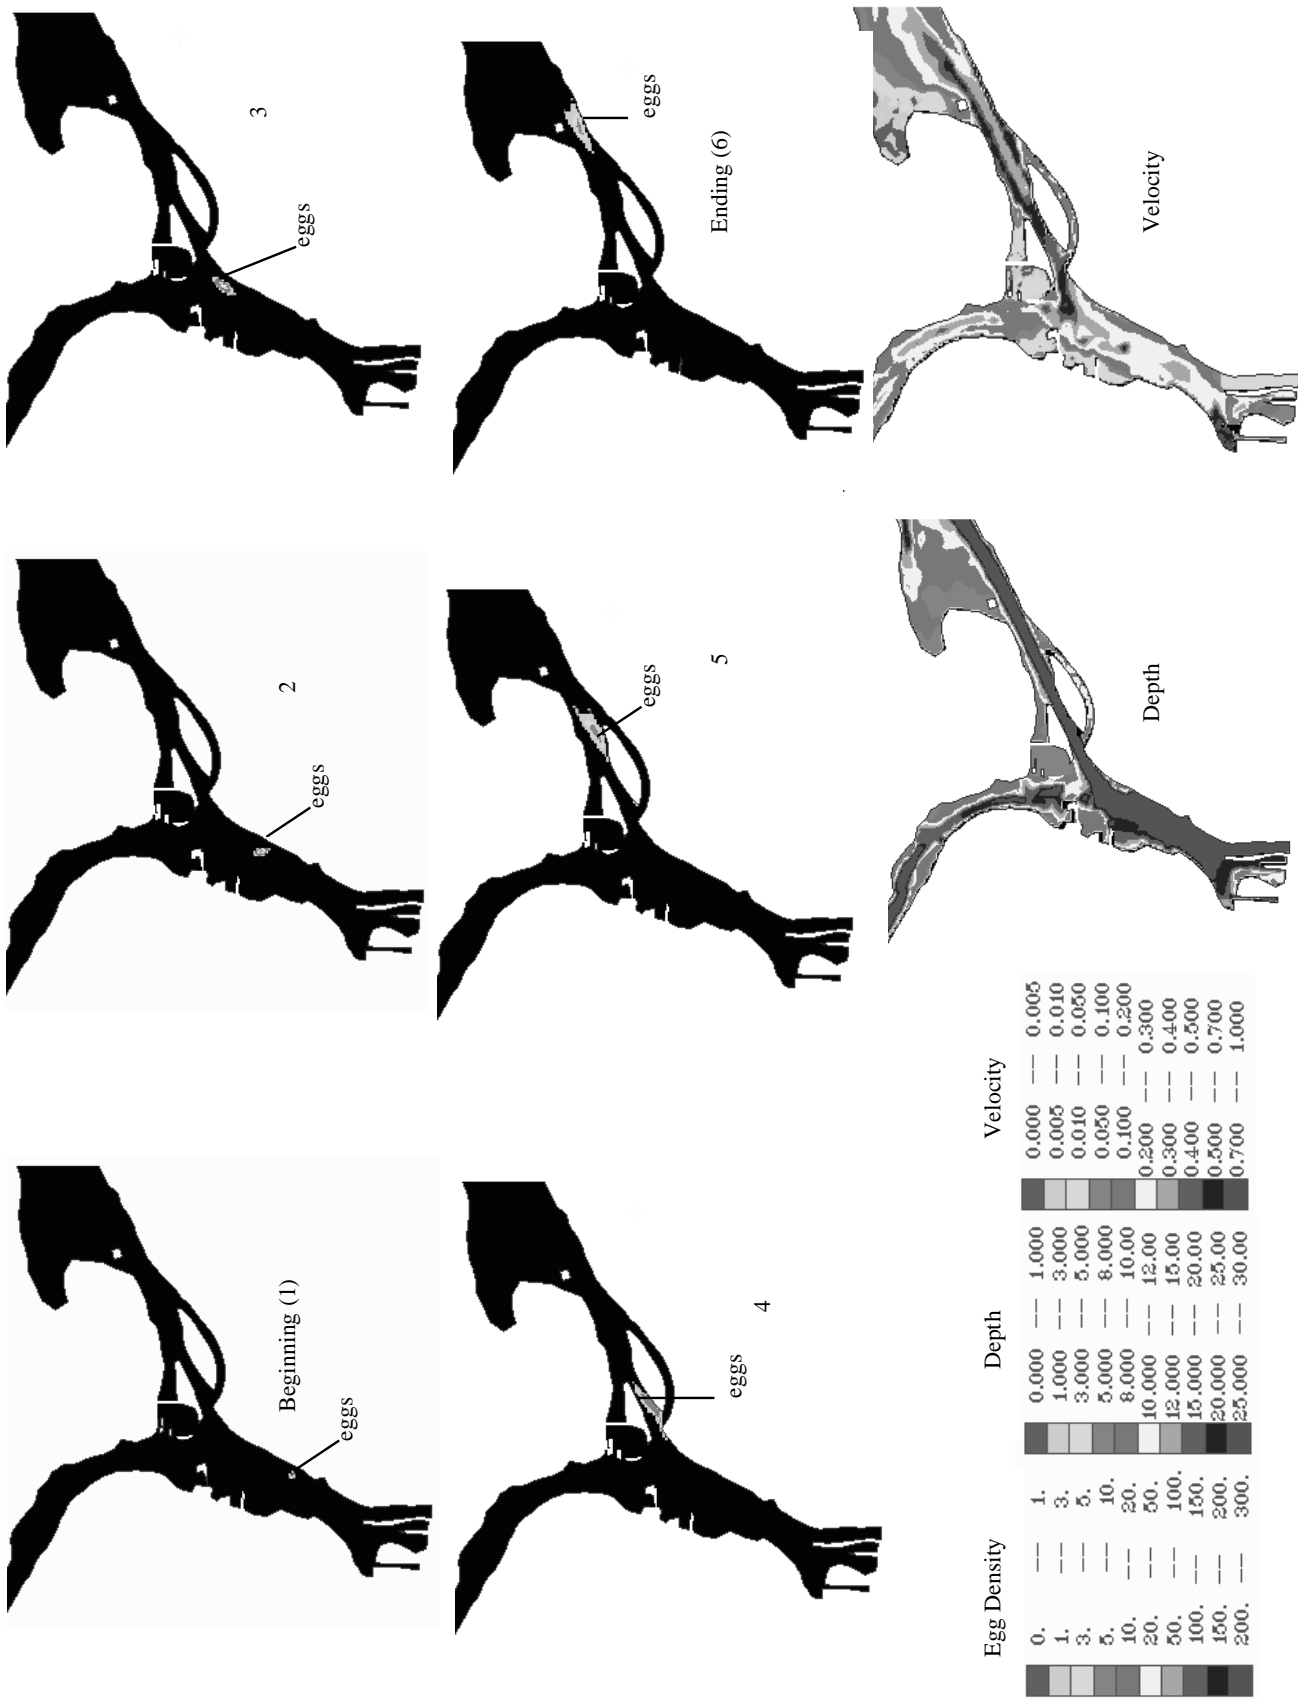 Beginning (1)
eggs
2
eggs
3
eggs
4
eggs
5
eggs
Ending (6)
eggs
Egg Density Depth Velocity
0. -- 1. 0.000 -- 1.000 0.000 -- 0.005
1. -- 3. 1.000 -- 3.000 0.005 -- 0.010
3. -- 5. 3.000 -- 5.000 0.010 -- 0.050
5. -- 10. 5.000 -- 8.000 0.050 -- 0.100
10. -- 20. 8.000 -- 10.00 0.100 -- 0.200
20. -- 50. 10.000 -- 12.00 0.200 -- 0.300
50. -- 100. 12.000 -- 15.00 0.300 -- 0.400
100. -- 150. 15.000 -- 20.00 0.400 -- 0.500
150. -- 200. 20.000 -- 25.00 0.500 -- 0.700
200. -- 300. 25.000 -- 30.00 0.700 -- 1.000
Depth
Velocity